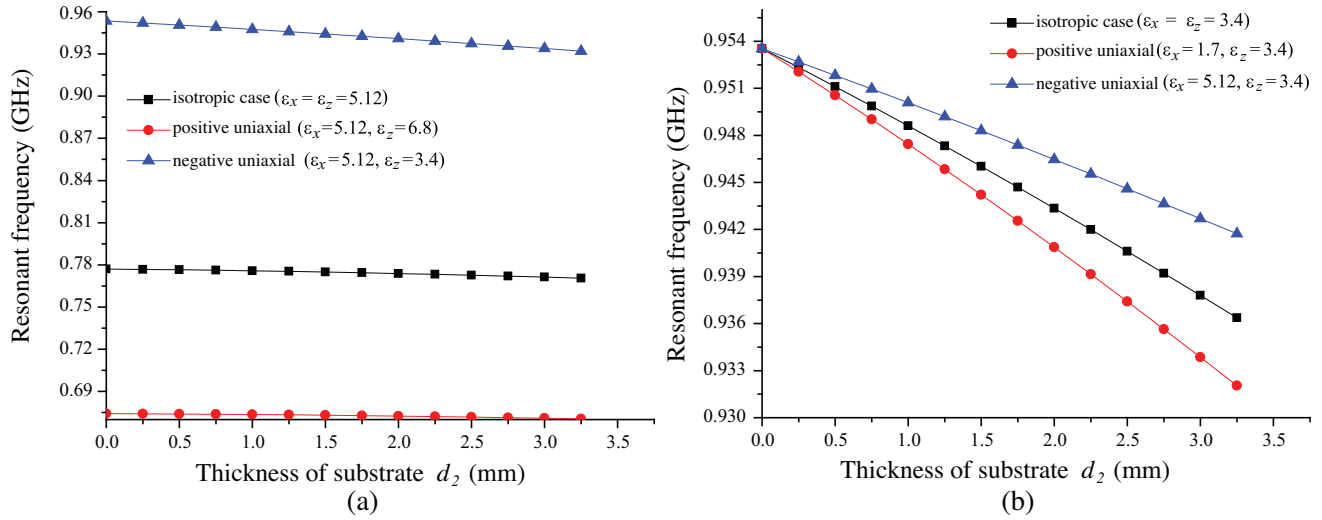 0.96
0.93
0.90
0.87
0.84
0.81
0.78
0.75
0.72
0.69
Resonant frequency (GHz)
isotropic case (εx = εz = 5.12)
positive uniaxial (εx=5.12, εz=6.8)
negative uniaxial (εx=5.12, εz=3.4)
0.0 0.5 1.0 1.5 2.0 2.5 3.0 3.5
Thickness of substrate d2 (mm)
(a)
0.954
0.951
0.948
0.945
0.942
0.939
0.936
0.933
0.930
Resonant frequency (GHz)
isotropic case (εx = εz = 3.4)
positive uniaxial (εx = 1.7, εz = 3.4)
negative uniaxial (εx = 5.12, εz = 3.4)
0.0 0.5 1.0 1.5 2.0 2.5 3.0 3.5
Thickness of substrate d2 (mm)
(b)